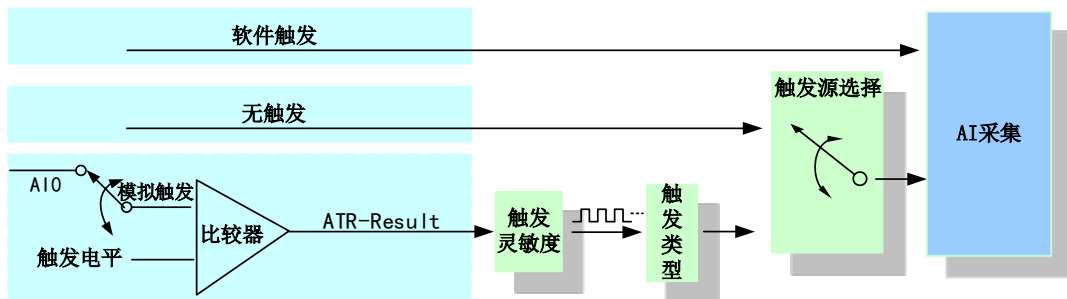 软件触发
无触发
触发源选择
AI采集
AI0
模拟触发
触发电平
比较器
ATR-Result
触发
灵敏度
触
发
类
型